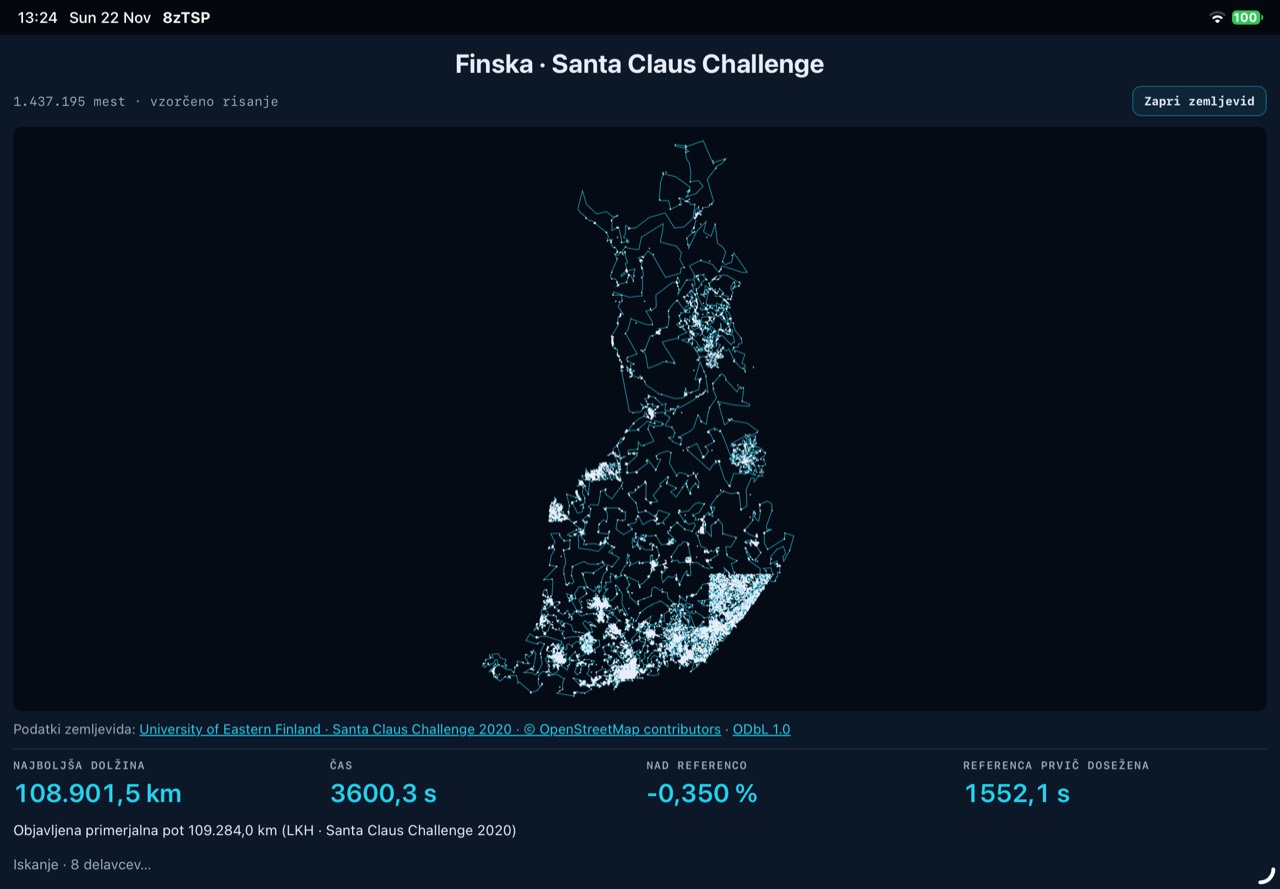 13:24 Sun 22 Nov 8zTSP
100
Finska · Santa Claus Challenge
1.437.195 mest · vzorčeno risanje
Zapri zemljevid
Podatki zemljevida: University of Eastern Finland · Santa Claus Challenge 2020 · © OpenStreetMap contributors · ODbL 1.0
NAJBOLJŠA DOLŽINA
108.901,5 km
ČAS
3600,3 s
NAD REFERENCO
-0,350 %
REFERENCA PRVIČ DOSEŽENA
1552,1 s
Objavljena primerjalna pot 109.284,0 km (LKH · Santa Claus Challenge 2020)
Iskanje · 8 delavcev...